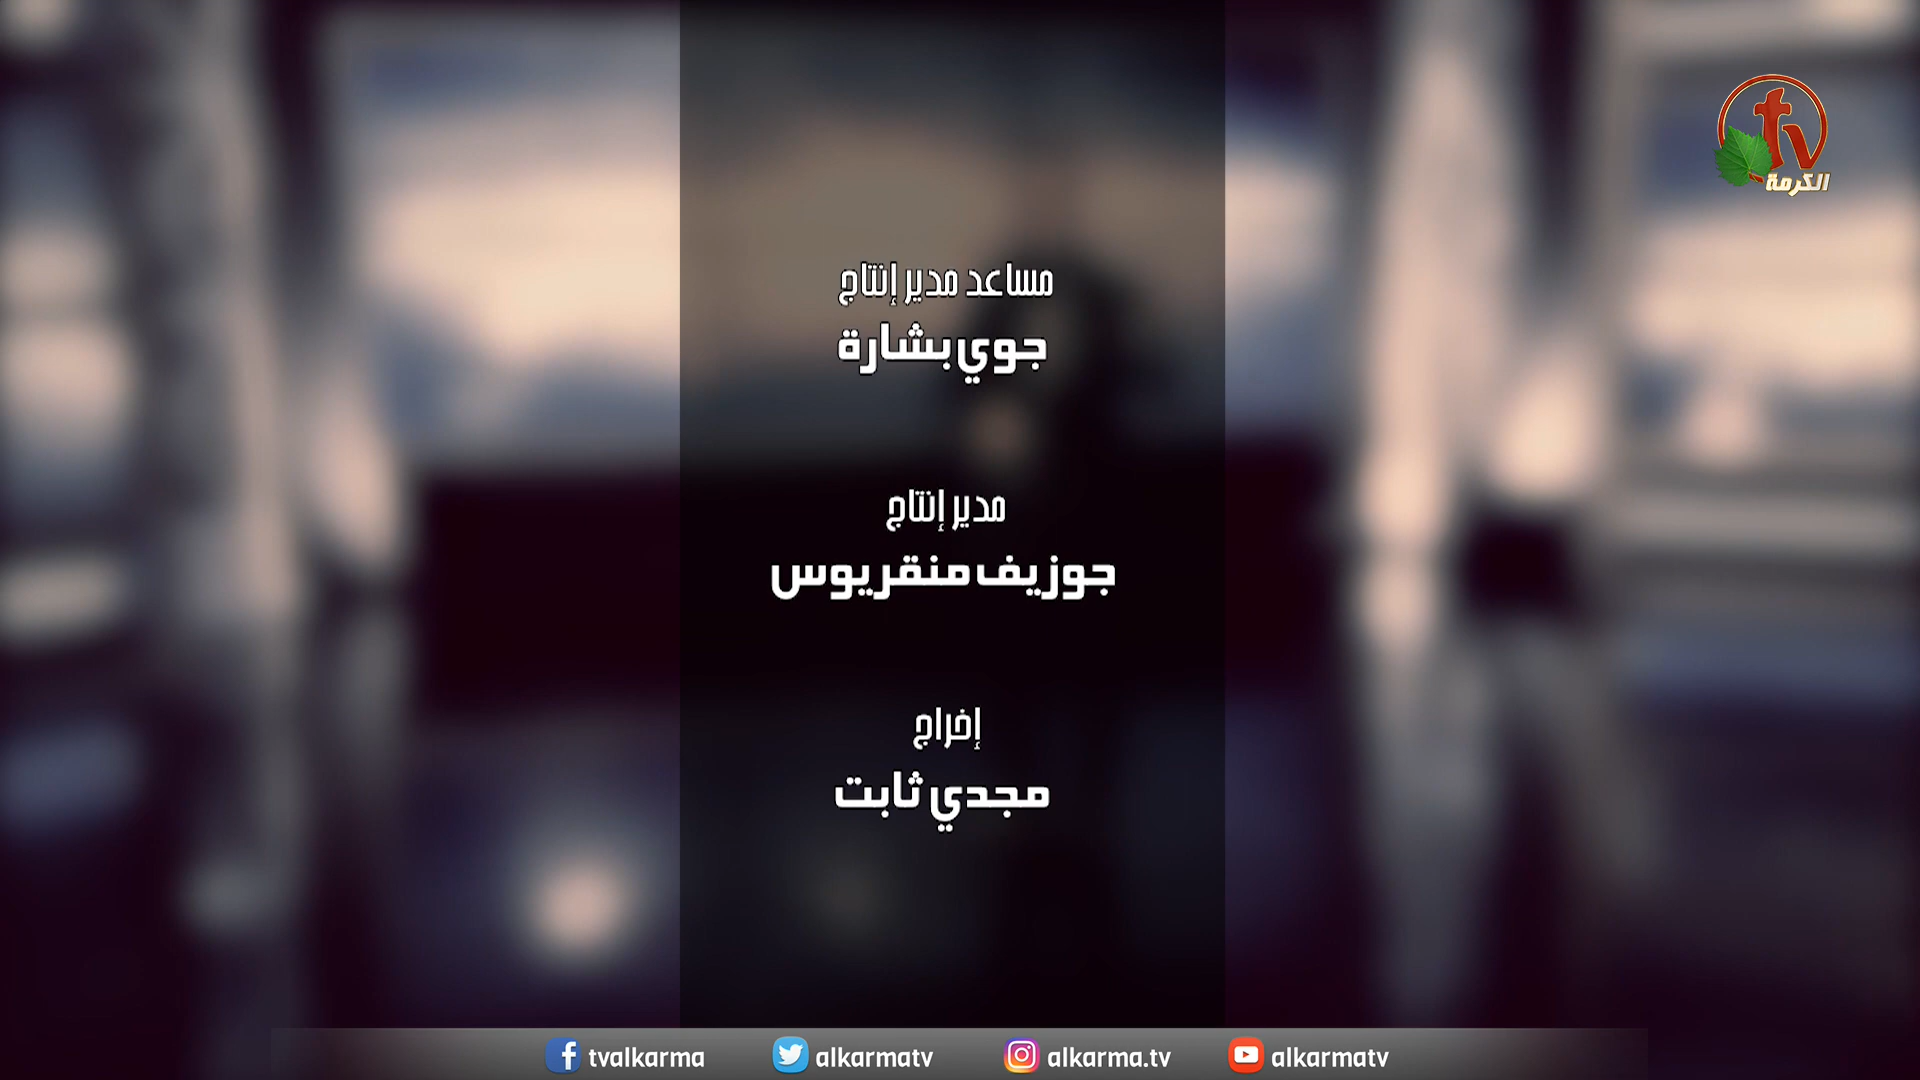 tv
الكرمة
مساعد مدير إنتاج
جوي بشارة
مدير إنتاج
جوزيف منقريوس
إخراج
مجدي ثابت
tvalkarma alkarmatv alkarma.tv alkarmatv